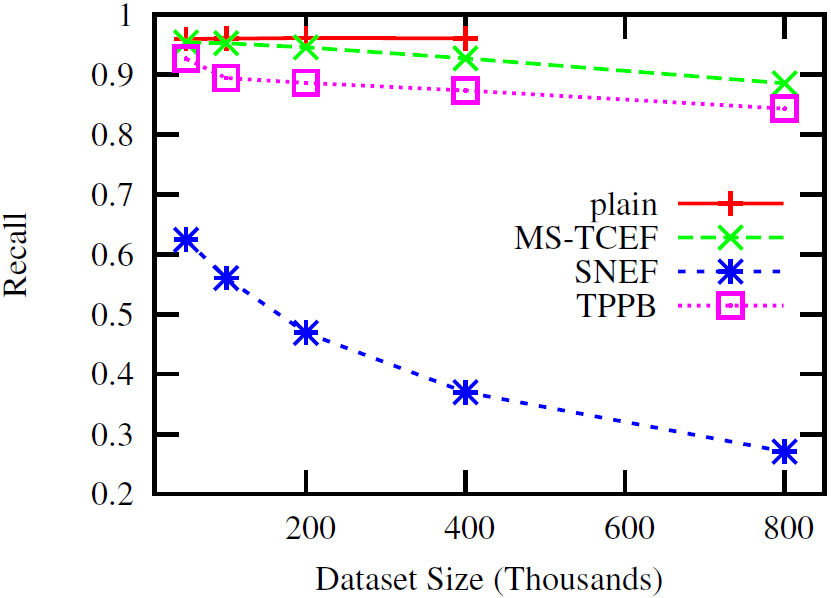 1
0.9
0.8
0.7
0.6
0.5
0.4
0.3
0.2
Recall
plain
MS-TCEF
SNEF
TPPB
200 400 600 800
Dataset Size (Thousands)